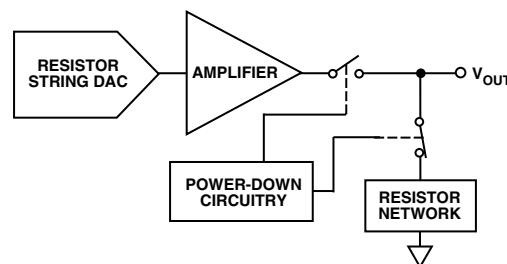 RESISTOR
STRING DAC
AMPLIFIER
VOUT
POWER-DOWN
CIRCUITRY
RESISTOR
NETWORK